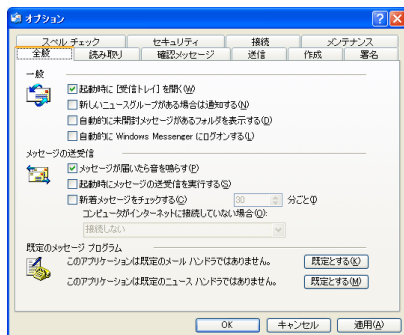 オプション
スペル チェック セキュリティ 接続 メンテナンス
全般 読み取り 確認メッセージ 送信 作成 署名
一般
起動時に [受信トレイ] を開く(W)
新しいニュースグループがある場合は通知する(N)
自動的に未開封メッセージがあるフォルダを表示する(D)
自動的に Windows Messenger にログオンする(L)
メッセージの送受信
メッセージが届いたら音を鳴らす(P)
起動時にメッセージの送受信を実行する(S)
新着メッセージをチェックする(C) 30 分ごと(I)
コンピュータがインターネットに接続していない場合(O):
接続しない
既定のメッセージ プログラム
このアプリケーションは既定のメール ハンドラではありません。 既定とする(K)
このアプリケーションは既定のニュース ハンドラではありません。 既定とする(M)
OK キャンセル 適用(A)